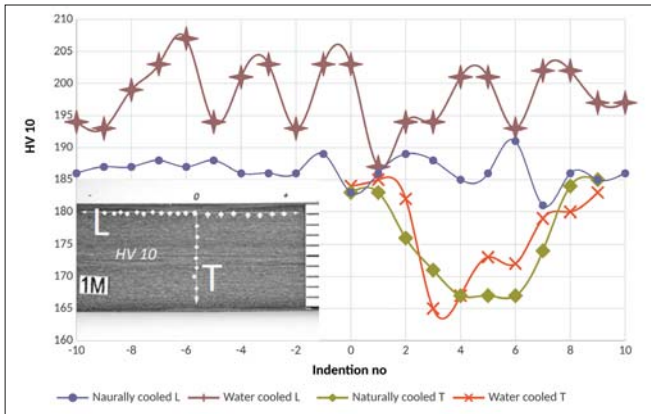 210
205
200
195
190
185
180
175
170
165
160
HV 10
- 0 +
L
HV 10
T
1M
-10 -8 -6 -4 -2 0 2 4 6 8 10
Indention no
Naurally cooled L Water cooled L Naturally cooled T Water cooled T